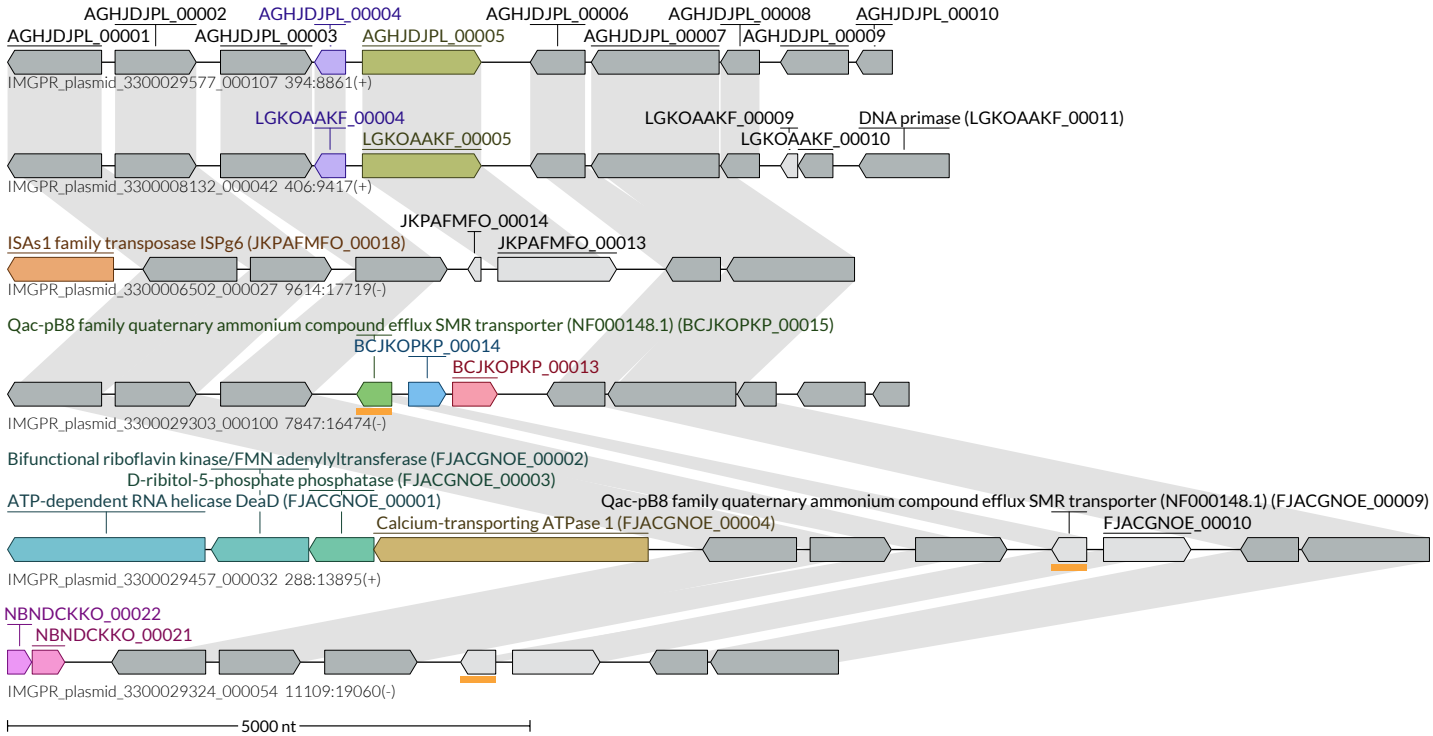 AGHJDJPL_00002 AGHJDJPL_00004 AGHJDJPL_00006 AGHJDJPL_00008 AGHJDJPL_00010
AGHJDJPL_00001 AGHJDJPL_00003 AGHJDJPL_00005 AGHJDJPL_00007 AGHJDJPL_00009
IMGPR_plasmid_3300029577_000107 394:8861(+)
LGKOAAKF_00004 LGKOAAKF_00009 DNA primase (LGKOAAKF_00011)
LGKOAAKF_00005 LGKOAAKF_00010
IMGPR_plasmid_3300008132_000042 406:9417(+)
JKPAFMFO_00014
ISAs1 family transposase ISPg6 (JKPAFMFO_00018) JKPAFMFO_00013
IMGPR_plasmid_3300006502_000027 9614:17719(-)
Qac-pB8 family quaternary ammonium compound efflux SMR transporter (NF000148.1) (BCJKOPKP_00015)
BCJKOPKP_00014
BCJKOPKP_00013
IMGPR_plasmid_3300029303_000100 7847:16474(-)
Bifunctional riboflavin kinase/FMN adenylyltransferase (FJACGNOE_00002)
D-ribitol-5-phosphate phosphatase (FJACGNOE_00003)
ATP-dependent RNA helicase DeaD (FJACGNOE_00001) Qac-pB8 family quaternary ammonium compound efflux SMR transporter (NF000148.1) (FJACGNOE_00009)
Calcium-transporting ATPase 1 (FJACGNOE_00004) FJACGNOE_00010
IMGPR_plasmid_3300029457_000032 288:13895(+)
NBNDCKKO_00022
NBNDCKKO_00021
IMGPR_plasmid_3300029324_000054 11109:19060(-)
5000 nt